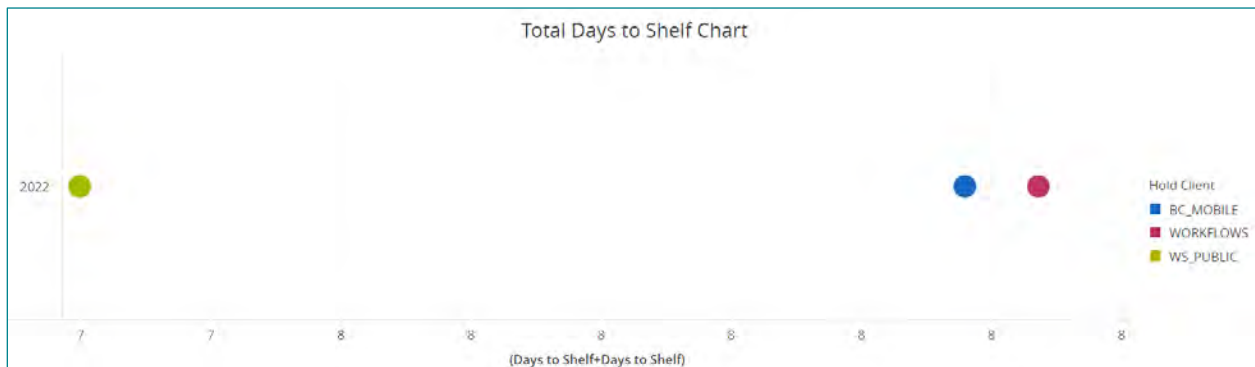 Total Days to Shelf Chart
2022
Hold Client
BC_MOBILE
WORKFLOWS
WS_PUBLIC
7 7 8 8 8 8 8 8 8
(Days to Shelf+Days to Shelf)